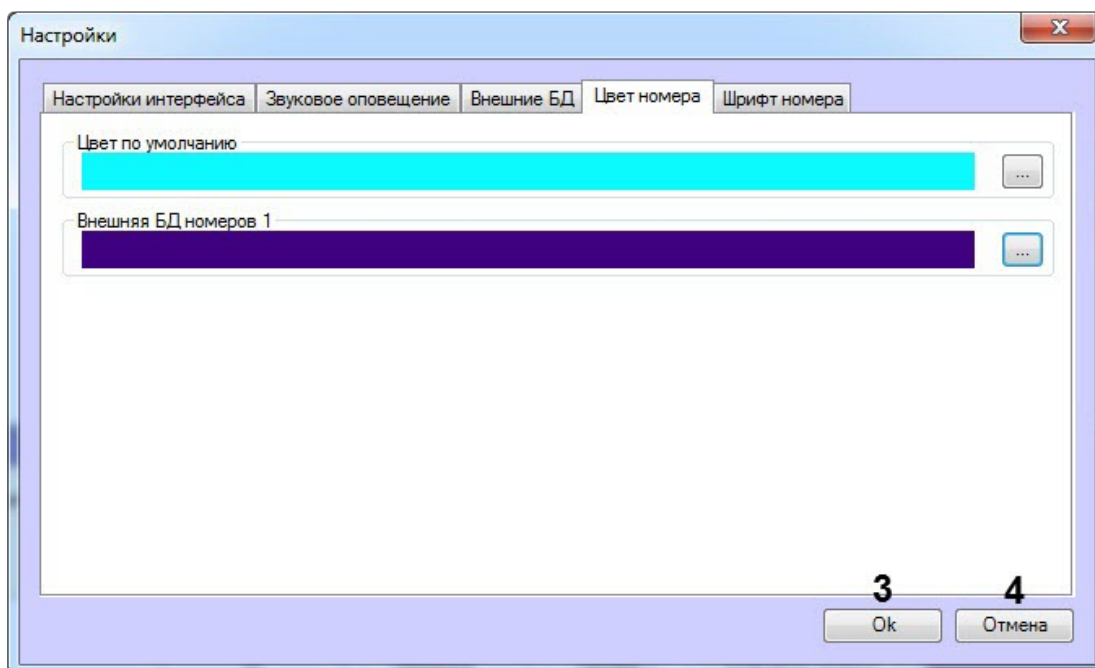 Настройки
Настройки интерфейса Звуковое оповещение Внешние БД Цвет номера Шрифт номера
Цвет по умолчанию
...
Внешняя БД номеров 1
...
3 4
Ok Отмена